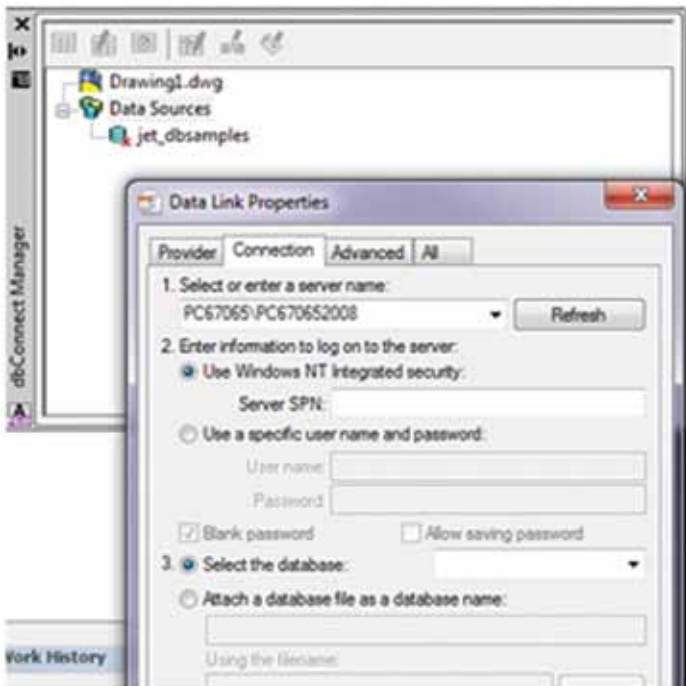 Drawing1.dwg
Data Sources
jet_dbsamples
dbConnect Manager
Data Link Properties
Provider Connection Advanced All
1. Select or enter a server name:
PC67065\PC670652008 Refresh
2. Enter information to log on to the server:
Use Windows NT Integrated security:
Server SPN:
Use a specific user name and password:
User name:
Password:
Blank password Allow saving password
3. Select the database:
Attach a database file as a database name:
Using the filename:
Work History